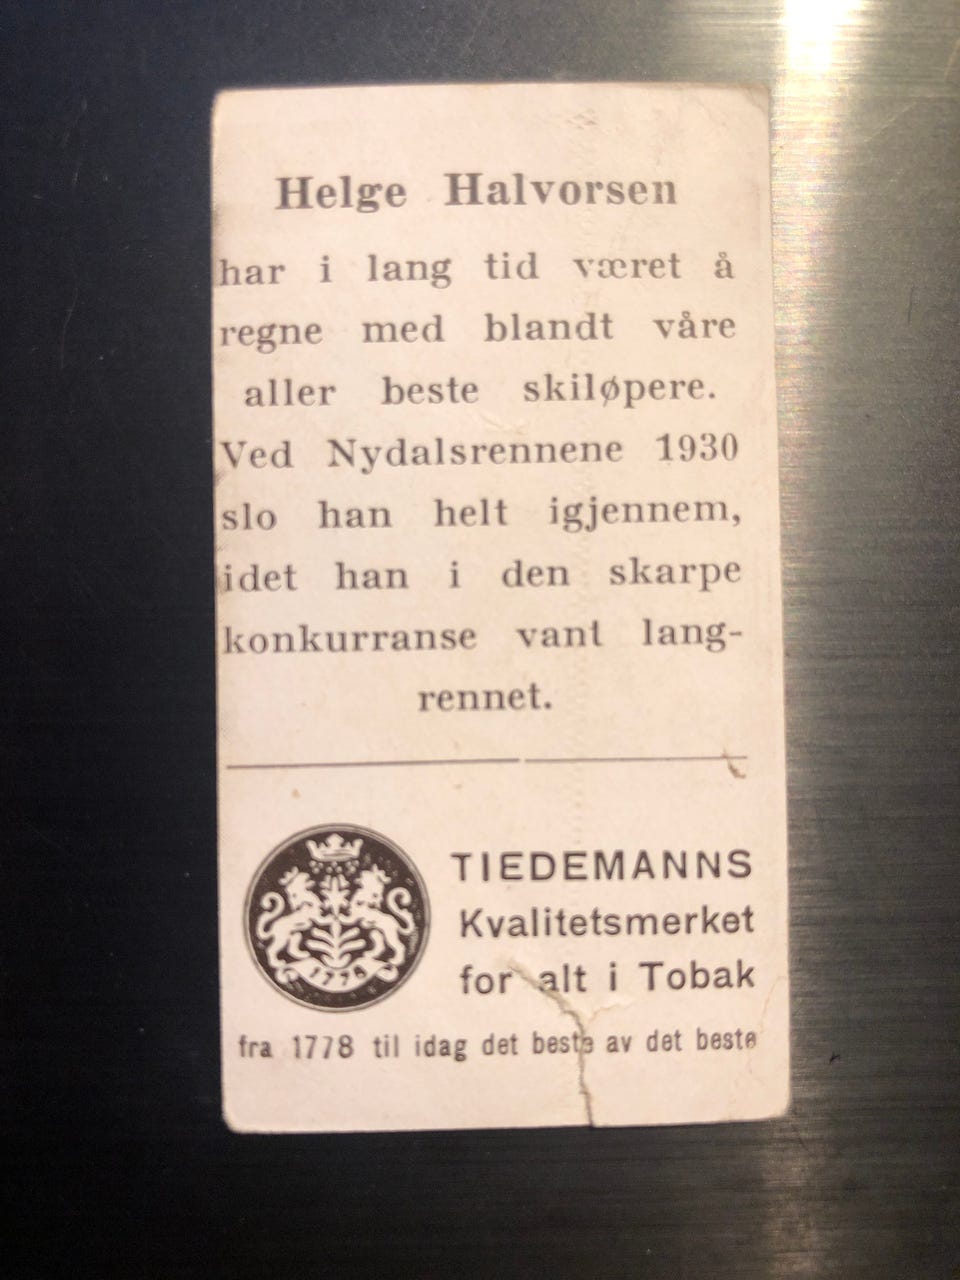 Helge Halvorsen
har i lang tid været å
regne med blandt våre
aller beste skiløpere.
Ved Nydalsrennene 1930
slo han helt igjennem,
idet han i den skarpe
konkurranse vant lang-
rennet.
1778
TIEDEMANNS
Kvalitetsmerket
for alt i Tobak
fra 1778 til idag det beste av det beste